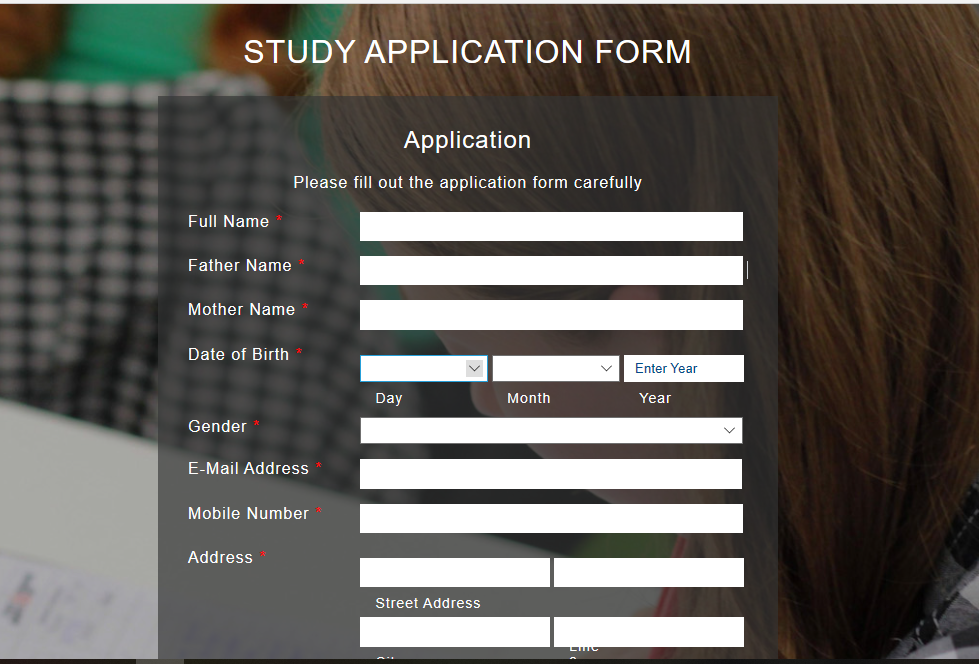 STUDY APPLICATION FORM
Application
Please fill out the application form carefully
Full Name *
Father Name *
Mother Name *
Date of Birth *
Enter Year
Day Month Year
Gender *
E-Mail Address *
Mobile Number *
Address *
Street Address